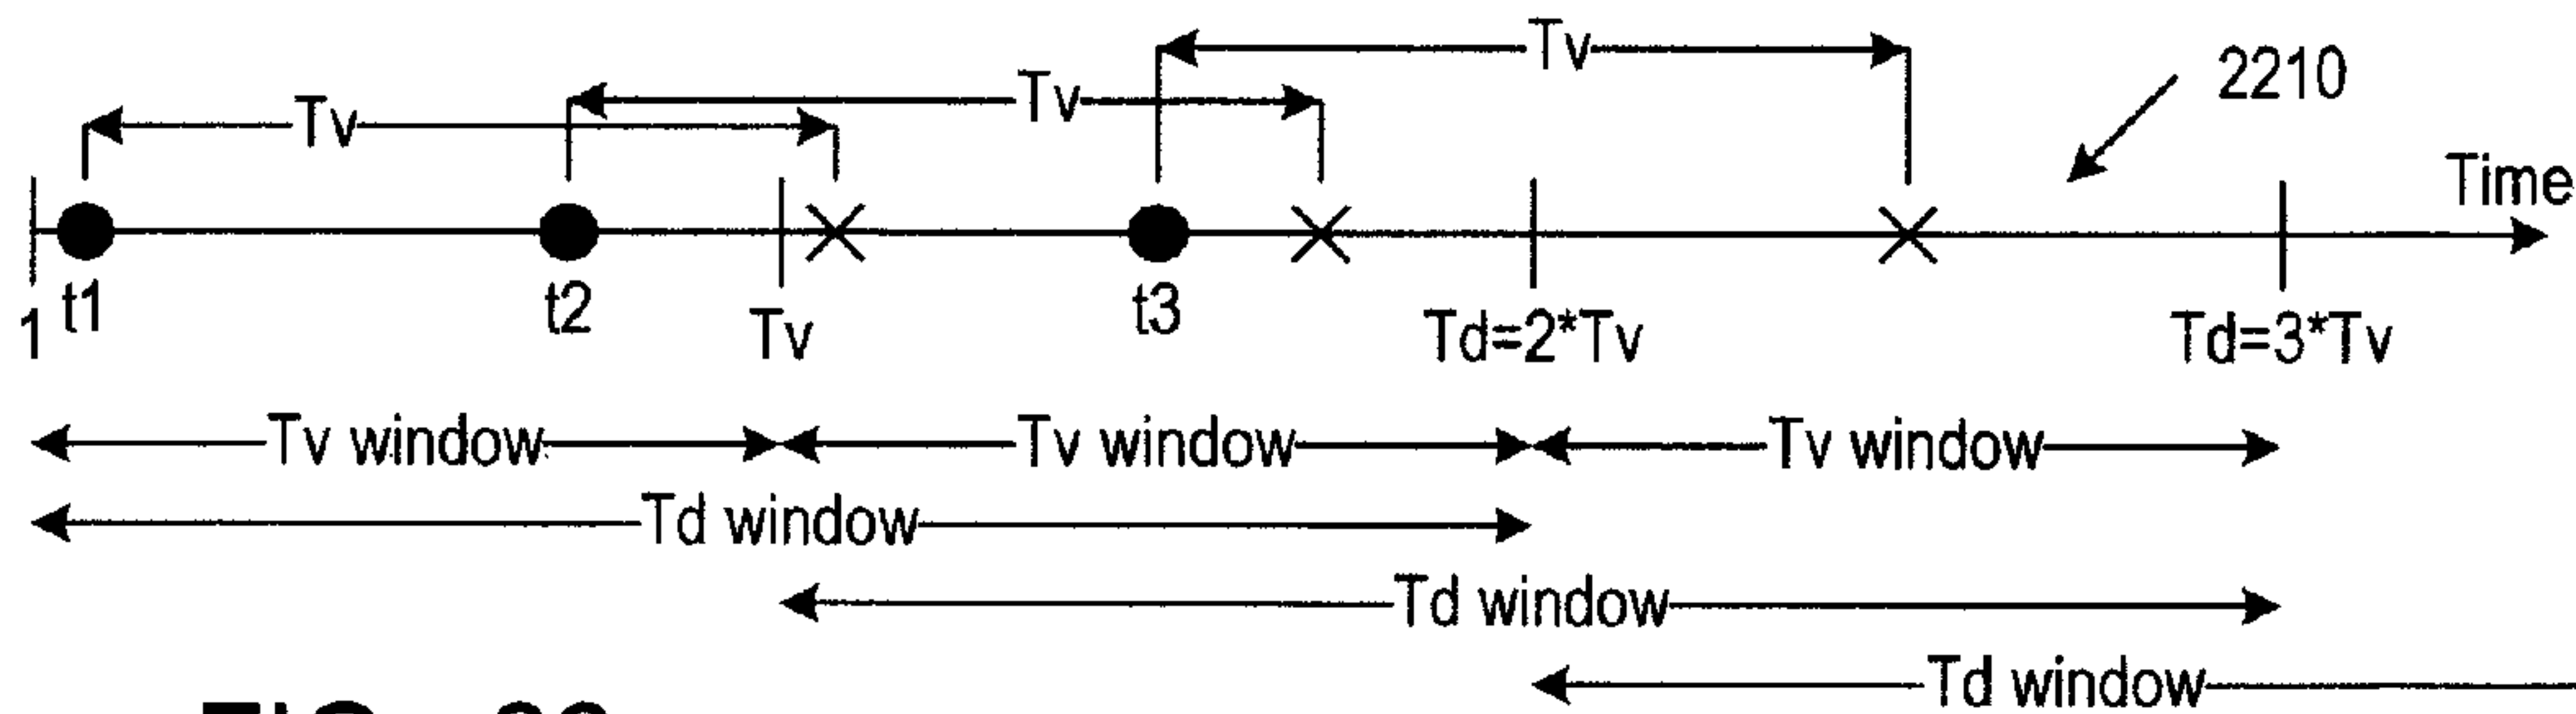 Tv
Tv
Tv
2210
Time
1 t1 t2 Tv t3 Td=2*Tv Td=3*Tv
Tv window Tv window Tv window
Td window
Td window
Td window